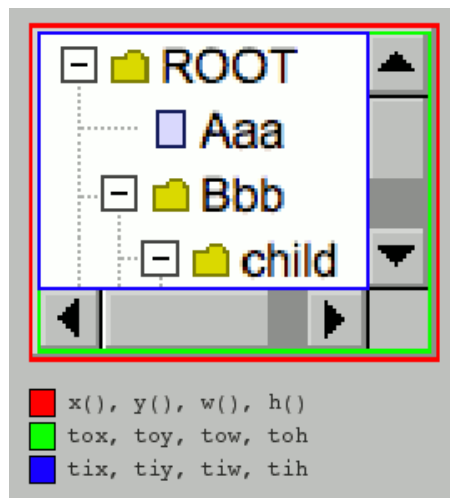 ROOT
Aaa
Bbb
child
x(), y(), w(), h()
tox, toy, tow, toh
tix, tiy, tiw, tih